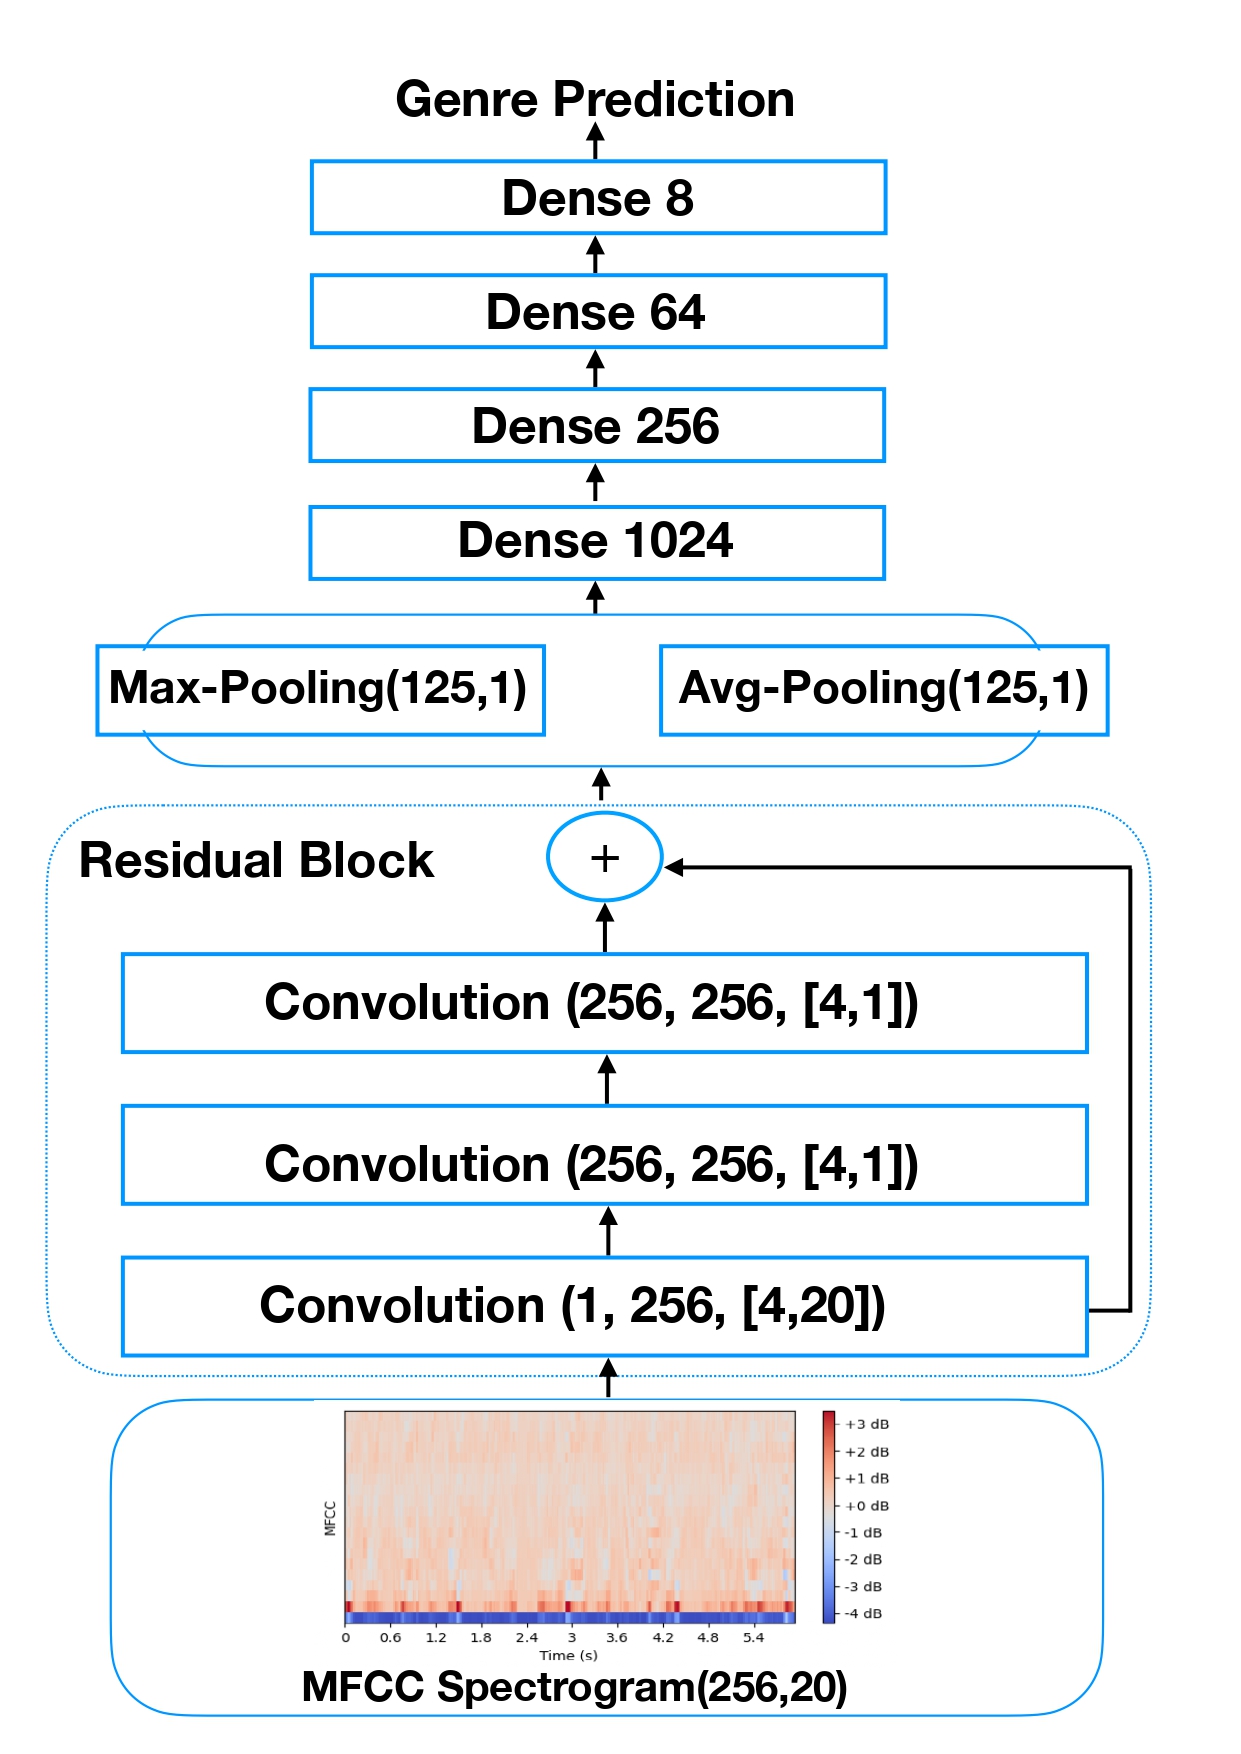 Genre Prediction
Dense 8
Dense 64
Dense 256
Dense 1024
Max-Pooling(125,1)
Avg-Pooling(125,1)
Residual Block
+
Convolution (256, 256, [4,1])
Convolution (256, 256, [4,1])
Convolution (1, 256, [4,20])
MFCC
+3 dB
+2 dB
+1 dB
+0 dB
-1 dB
-2 dB
-3 dB
-4 dB
0 0.6 1.2 1.8 2.4 3 3.6 4.2 4.8 5.4
Time (s)
MFCC Spectrogram(256,20)